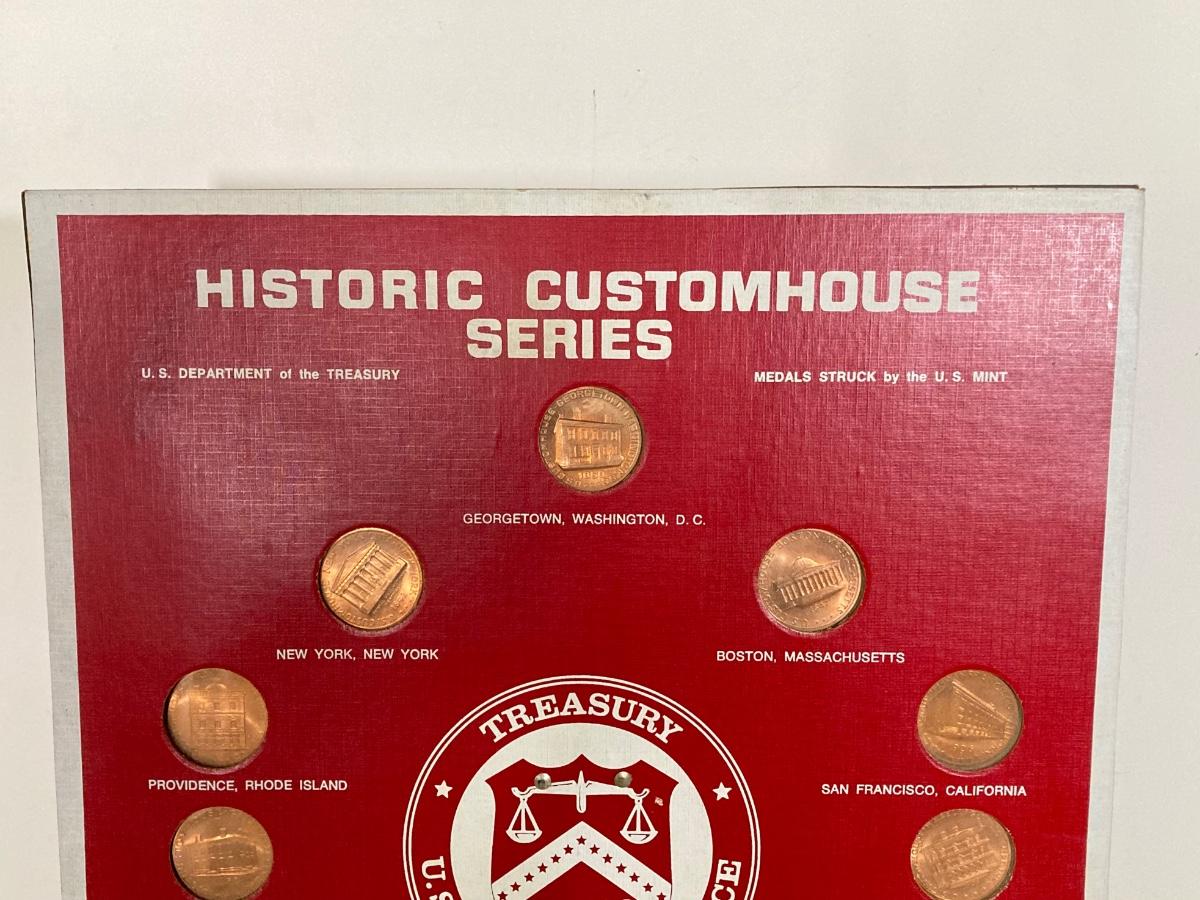 HISTORIC CUSTOMHOUSE
SERIES
U.S. DEPARTMENT of the TREASURY
MEDALS STRUCK by the U.S. MINT
GEORGETOWN, WASHINGTON, D.C.
NEW YORK, NEW YORK
BOSTON, MASSACHUSETTS
PROVIDENCE, RHODE ISLAND
SAN FRANCISCO, CALIFORNIA
TREASURY